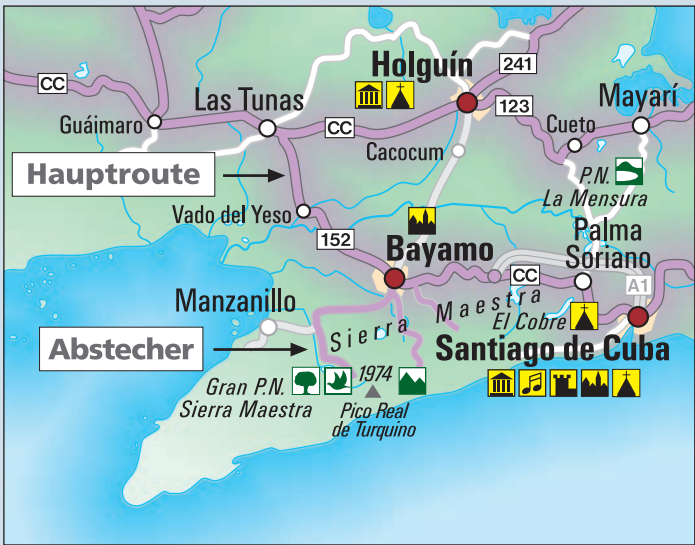 241
Holguín
CC
Las Tunas
123
Mayarí
Guáimaro
CC
Cueto
Cacocum
Hauptroute
P.N.
La Mensura
Vado del Yeso
152
Palma
Soriano
Bayamo
CC
A1
Manzanillo
Sierra Maestra
El Cobre
Abstecher
Santiago de Cuba
Gran P.N.
Sierra Maestra
1974
Pico Real
de Turquino